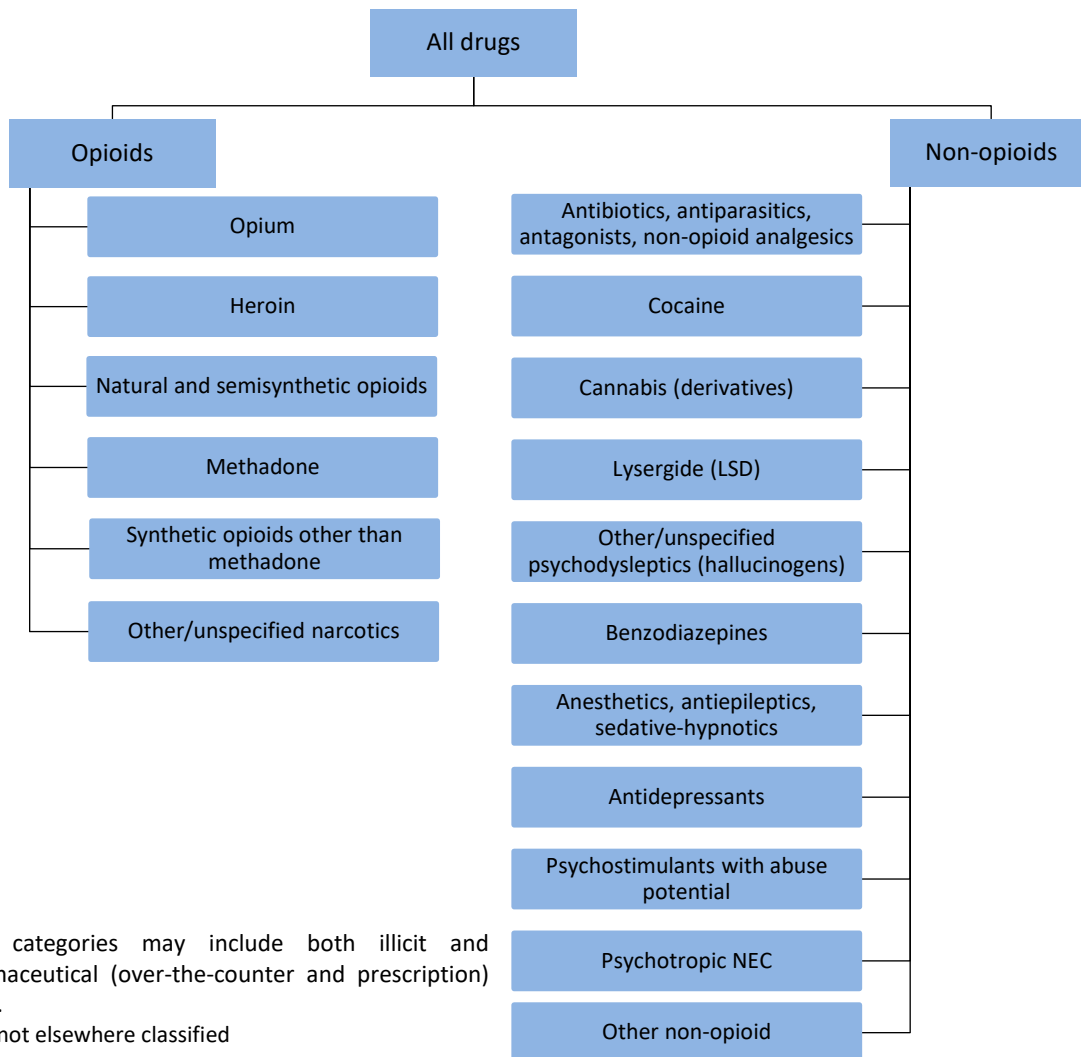 All drugs
Opioids
Non-opioids
Opium
Heroin
Natural and semisynthetic opioids
Methadone
Synthetic opioids other than
methadone
Other/unspecified narcotics
Antibiotics, antiparasitics,
antagonists, non-opioid analgesics
Cocaine
Cannabis (derivatives)
Lysergide (LSD)
Other/unspecified
psychodysleptics (hallucinogens)
Benzodiazepines
Anesthetics, antiepileptics,
sedative-hypnotics
Antidepressants
Psychostimulants with abuse
potential
Psychotropic NEC
Other non-opioid
categories may include both illicit and
maceutical (over-the-counter and prescription)
.
not elsewhere classified